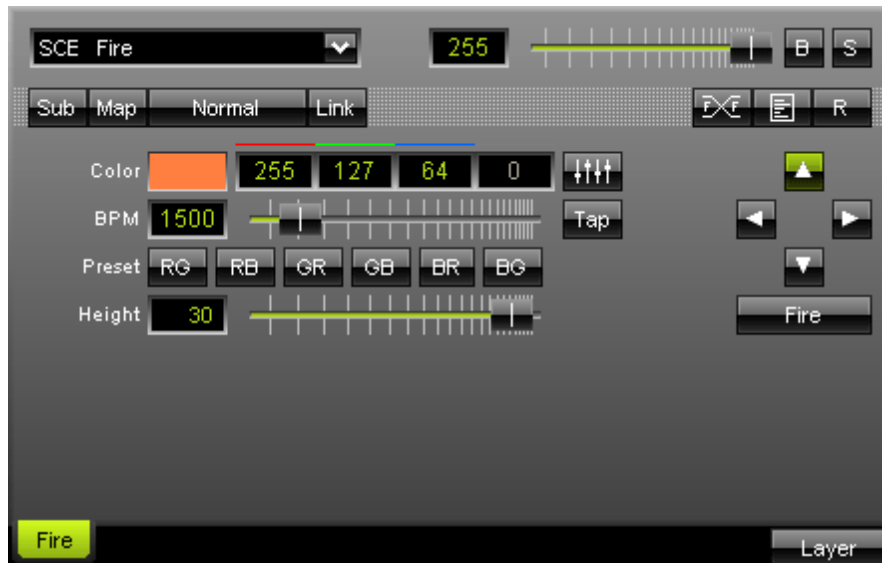 SCE Fire 255 B S
Sub Map Normal Link R
Color 255 127 64 0
BPM 1500 Tap
Preset RG RB GR GB BR BG
Height 30 Fire
Fire Layer